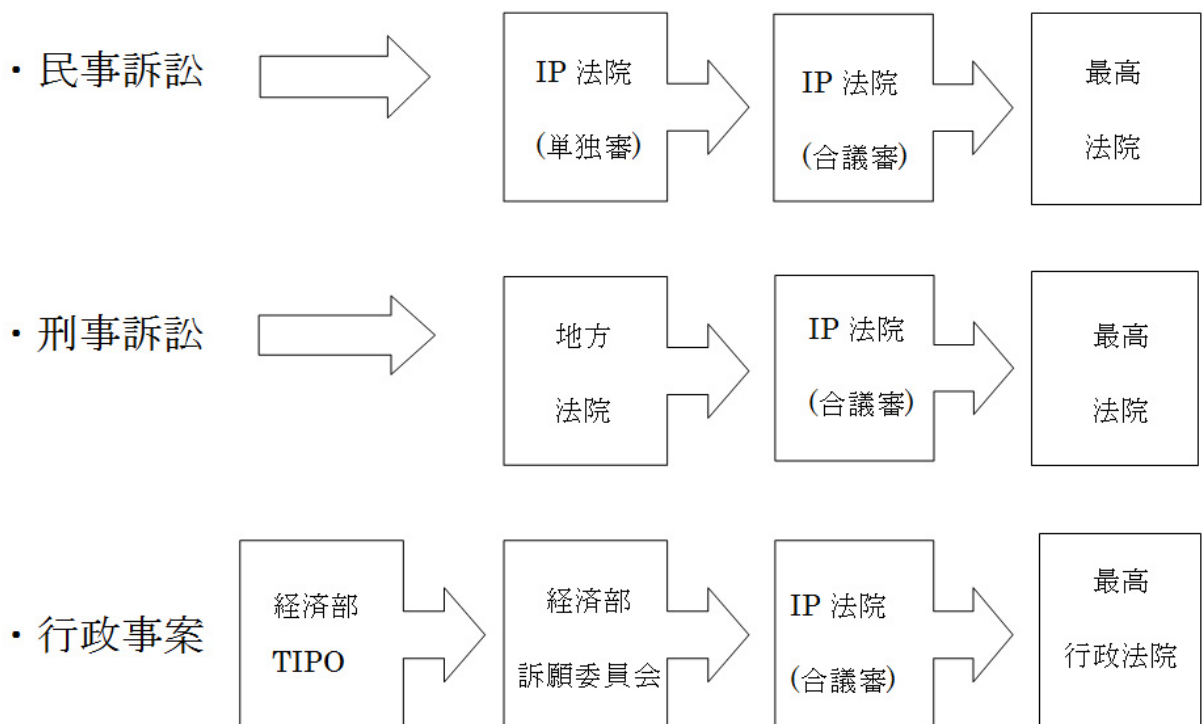 ・民事訴訟
IP 法院
(単独審)
IP 法院
(合議審)
最高
法院
・刑事訴訟
地方
法院
IP 法院
(合議審)
最高
法院
・行政事案
経済部
TIPO
経済部
訴願委員会
IP 法院
(合議審)
最高
行政法院